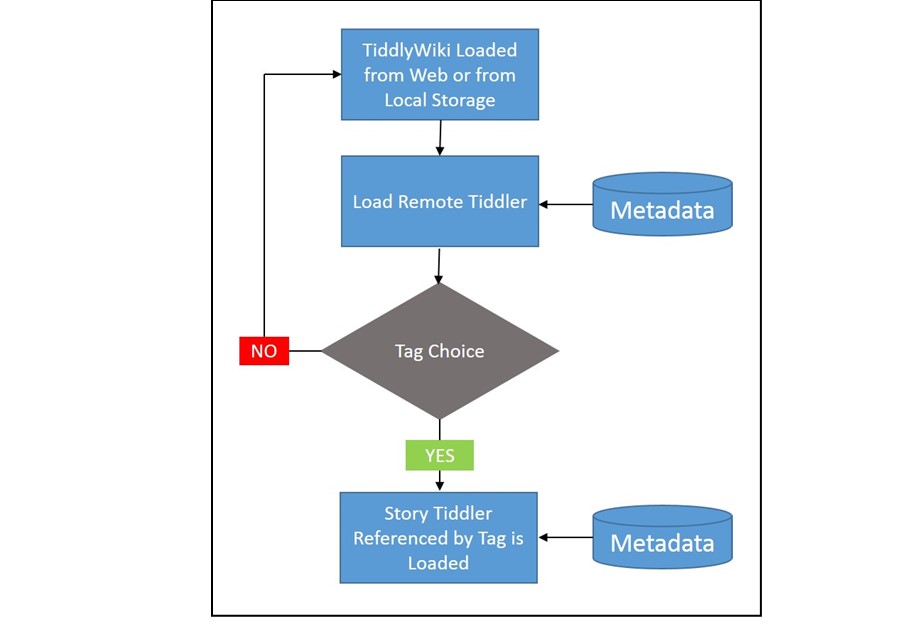 TiddlyWiki Loaded
from Web or from
Local Storage
Load Remote Tiddler
Metadata
Tag Choice
NO
YES
Story Tiddler
Referenced by Tag is
Loaded
Metadata